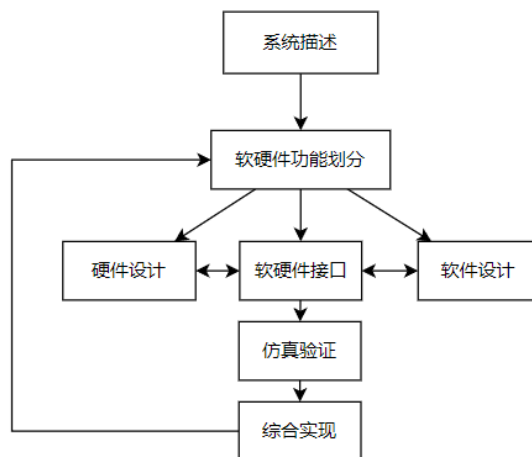 系统描述
软硬件功能划分
硬件设计
软硬件接口
软件设计
仿真验证
综合实现